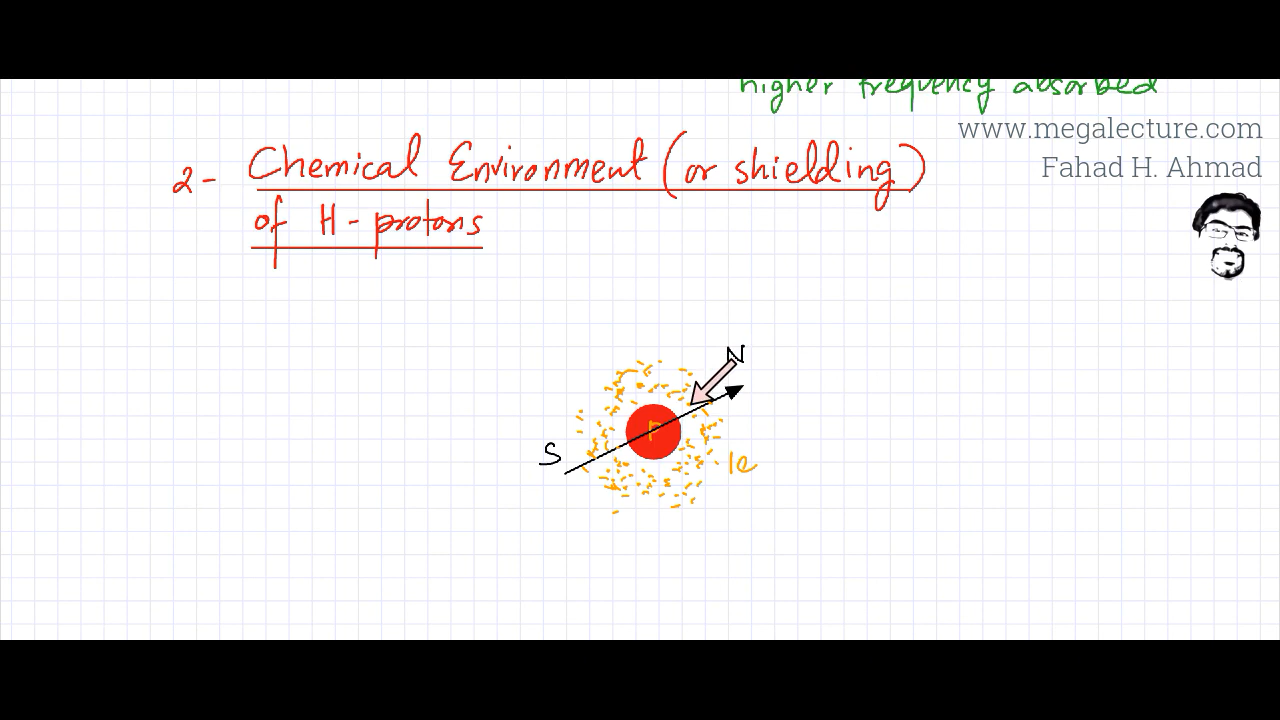 higher frequency absorbed
www.megalecture.com
Fahad H. Ahmad
2- Chemical Environment (or shielding)
of H-protons
N
P
S
1e